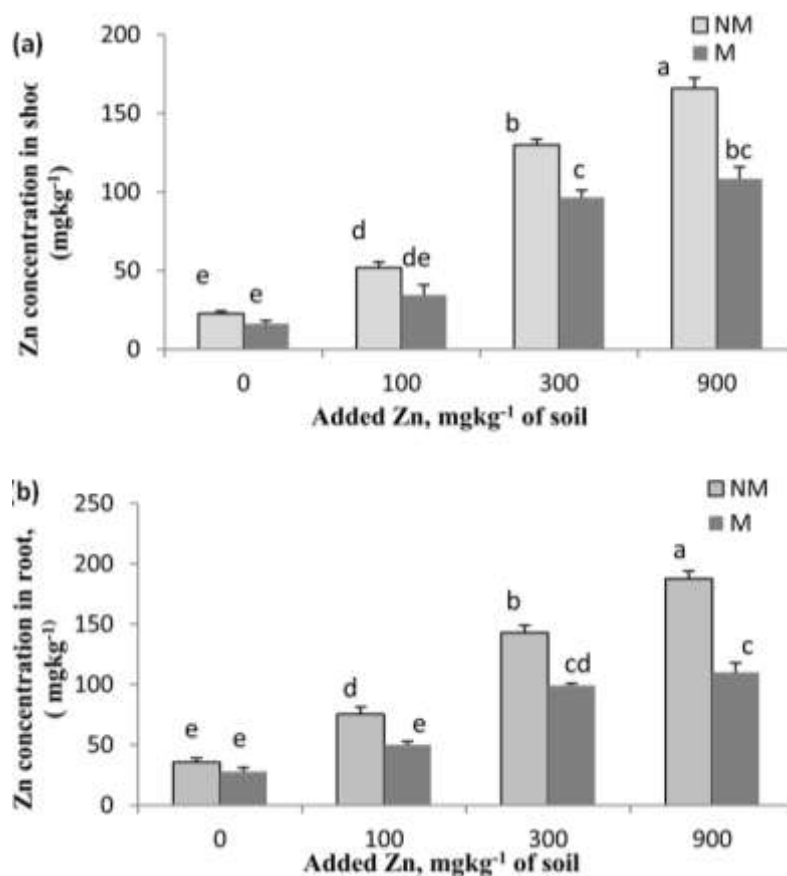 (a)
200
150
100
50
0
Zn concentration in shoo
(mgkg⁻¹)
NM
M
e
e
d
de
b
c
a
bc
0 100 300 900
Added Zn, mgkg⁻¹ of soil
(b)
250
200
150
100
50
0
Zn concentration in root,
( mgkg⁻¹)
NM
M
e
e
d
e
b
cd
a
c
0 100 300 900
Added Zn, mgkg⁻¹ of soil